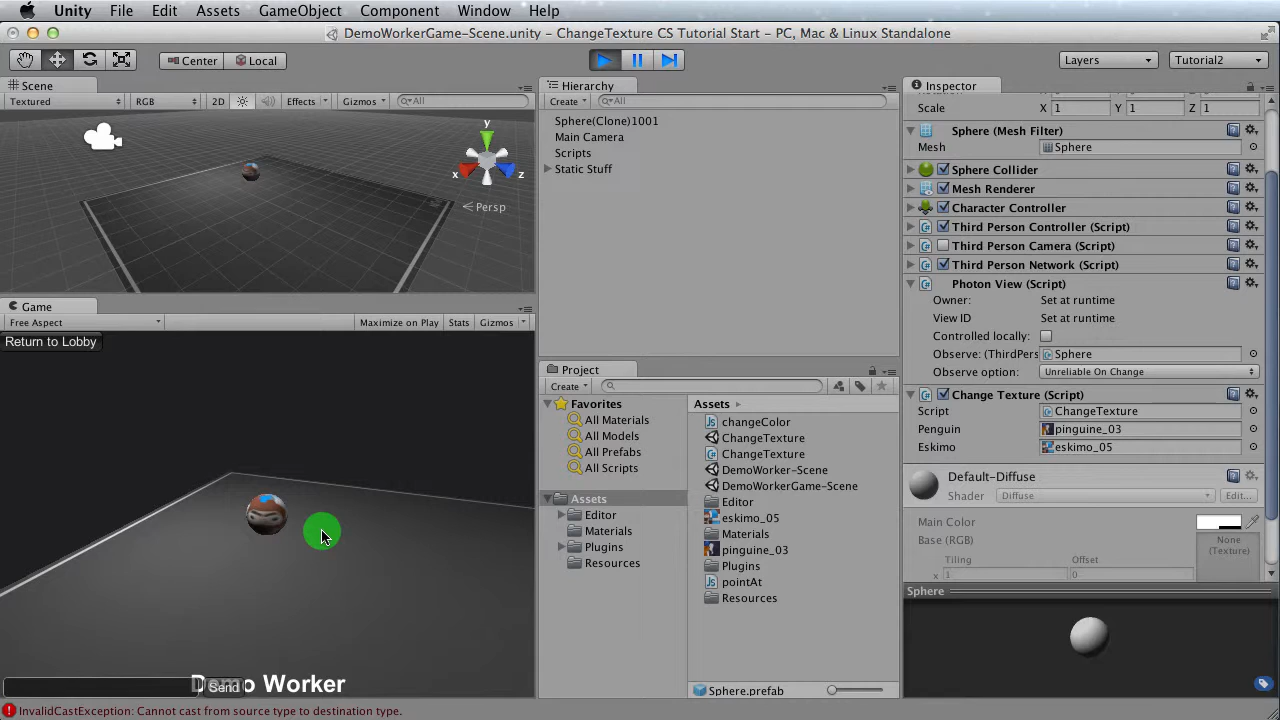 Unity File Edit Assets GameObject Component Window Help
DemoWorkerGame-Scene.unity - ChangeTexture CS Tutorial Start - PC, Mac & Linux Standalone
Center Local Layers Tutorial2
Scene
Textured RGB 2D Effects Gizmos All
y
x z
Persp
Game
Free Aspect Maximize on Play Stats Gizmos
Return to Lobby
Demo Worker
Send
Hierarchy
Create All
Sphere(Clone)1001
Main Camera
Scripts
Static Stuff
Project
Create
Favorites
All Materials
All Models
All Prefabs
All Scripts
Assets
Editor
Materials
Plugins
Resources
Assets
changeColor
ChangeTexture
ChangeTexture
DemoWorker-Scene
DemoWorkerGame-Scene
Editor
eskimo_05
Materials
pinguine_03
Plugins
pointAt
Resources
Sphere.prefab
Inspector
Scale X 1 Y 1 Z 1
Sphere (Mesh Filter)
Mesh Sphere
Sphere Collider
Mesh Renderer
Character Controller
Third Person Controller (Script)
Third Person Camera (Script)
Third Person Network (Script)
Photon View (Script)
Owner: Set at runtime
View ID Set at runtime
Controlled locally:
Observe: (ThirdPers Sphere
Observe option: Unreliable On Change
Change Texture (Script)
Script ChangeTexture
Penguin pinguine_03
Eskimo eskimo_05
Default-Diffuse
Shader Diffuse Edit...
Main Color
Base (RGB)
None
(Texture)
Tiling Offset
x 1 0
Sphere
InvalidCastException: Cannot cast from source type to destination type.